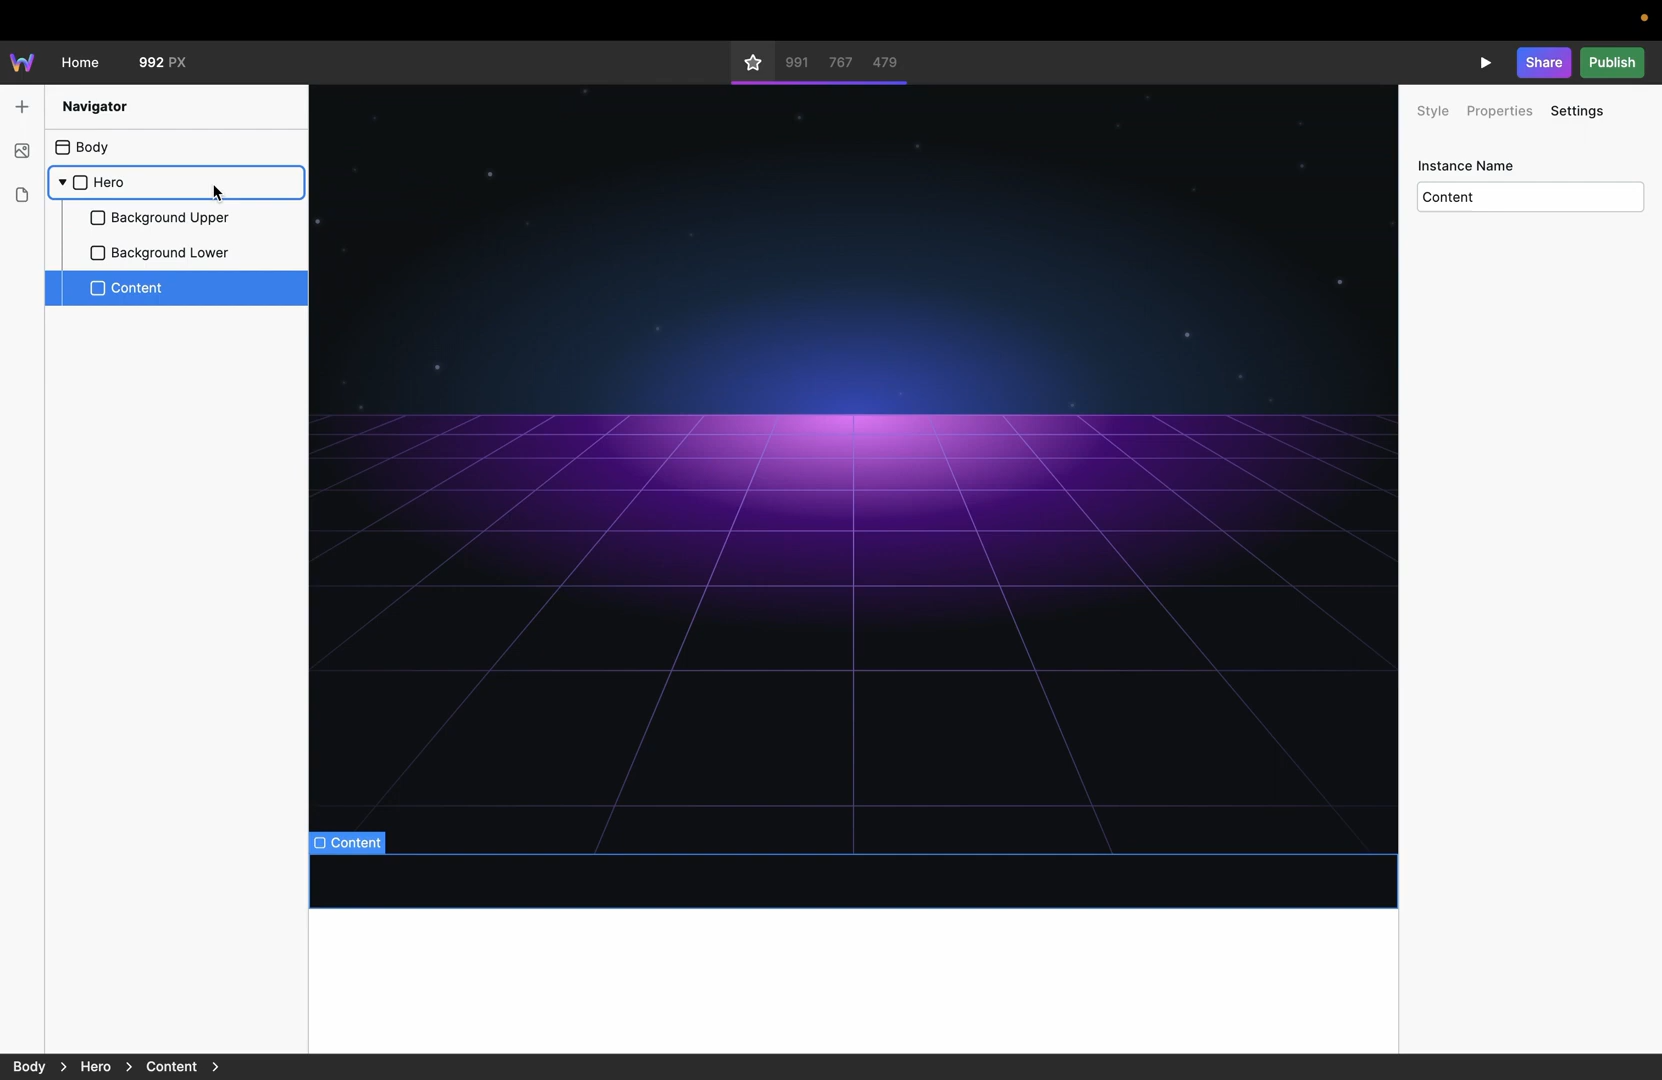 Home 992 PX 991 767 479 Share Publish
Navigator
Body
Hero
Background Upper
Background Lower
Content
Style Properties Settings
Instance Name
Content
Content
Body > Hero > Content >